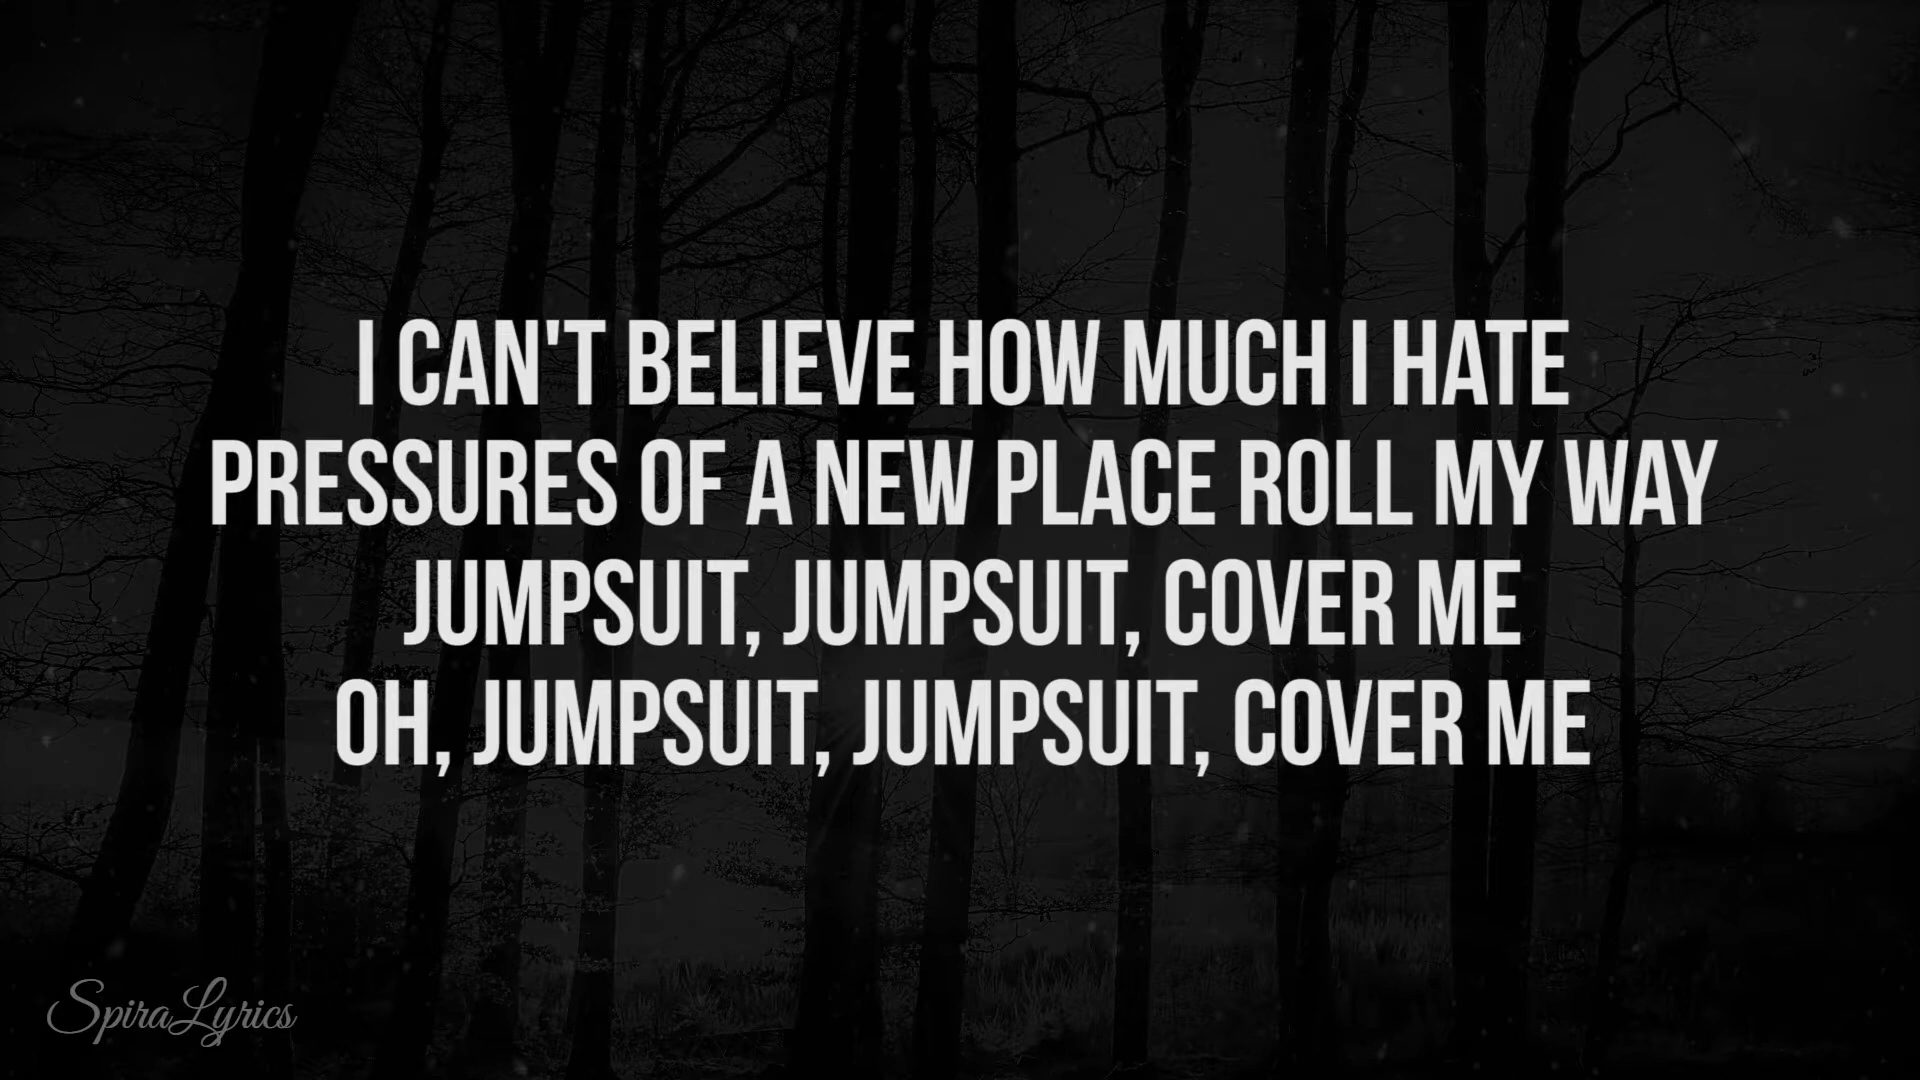 I CAN'T BELIEVE HOW MUCH I HATE
PRESSURES OF A NEW PLACE ROLL MY WAY
JUMPSUIT, JUMPSUIT, COVER ME
OH, JUMPSUIT, JUMPSUIT, COVER ME
SpiraLyrics